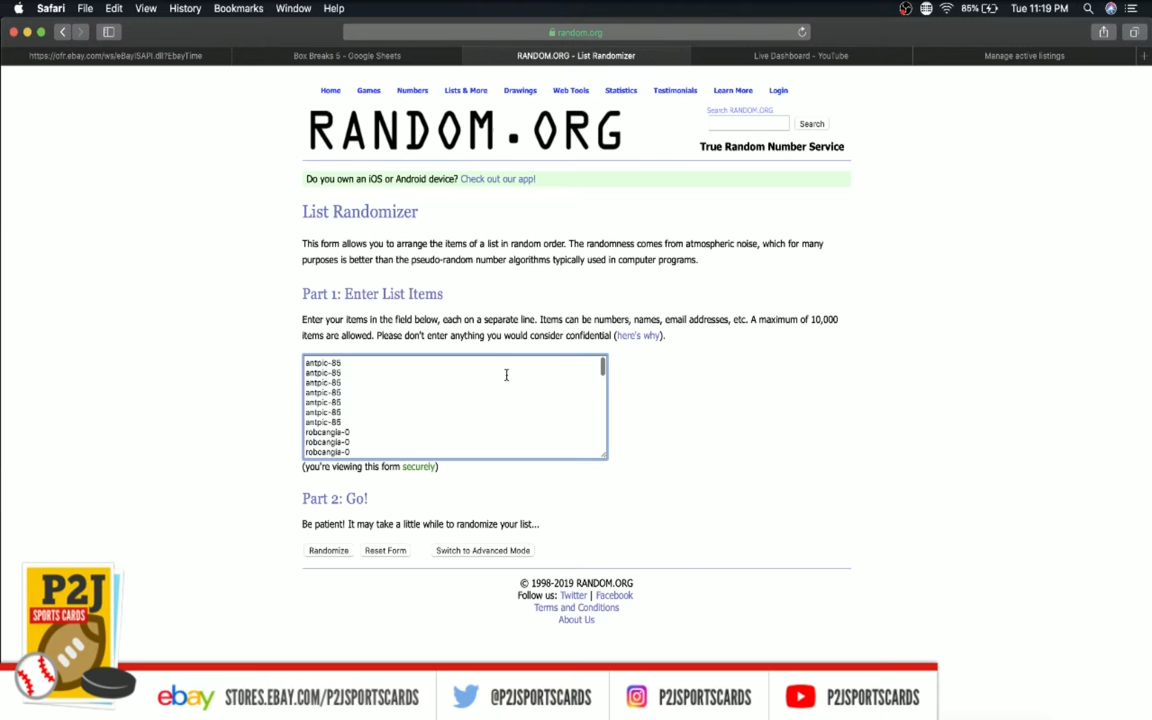 Safari File Edit View History Bookmarks Window Help 85% Tue 11:19 PM
random.org
https://ofr.ebay.com/ws/eBayISAPI.dll?EbayTime Box Breaks 5 - Google Sheets RANDOM.ORG - List Randomizer Live Dashboard - YouTube Manage active listings
Home Games Numbers Lists & More Drawings Web Tools Statistics Testimonials Learn More Login
RANDOM.ORG
Search RANDOM.ORG
Search
True Random Number Service
Do you own an iOS or Android device? Check out our app!
List Randomizer
This form allows you to arrange the items of a list in random order. The randomness comes from atmospheric noise, which for many
purposes is better than the pseudo-random number algorithms typically used in computer programs.
Part 1: Enter List Items
Enter your items in the field below, each on a separate line. Items can be numbers, names, email addresses, etc. A maximum of 10,000
items are allowed. Please don't enter anything you would consider confidential (here's why).
antpic-85
antpic-85
antpic-85
antpic-85
antpic-85
antpic-85
antpic-85
robcangia-0
robcangia-0
robcangia-0
(you're viewing this form securely)
Part 2: Go!
Be patient! It may take a little while to randomize your list...
Randomize Reset Form Switch to Advanced Mode
© 1998-2019 RANDOM.ORG
Follow us: Twitter | Facebook
Terms and Conditions
About Us
P2J
SPORTS CARDS
ebay STORES.EBAY.COM/P2JSPORTSCARDS @P2JSPORTSCARDS P2JSPORTSCARDS P2JSPORTSCARDS